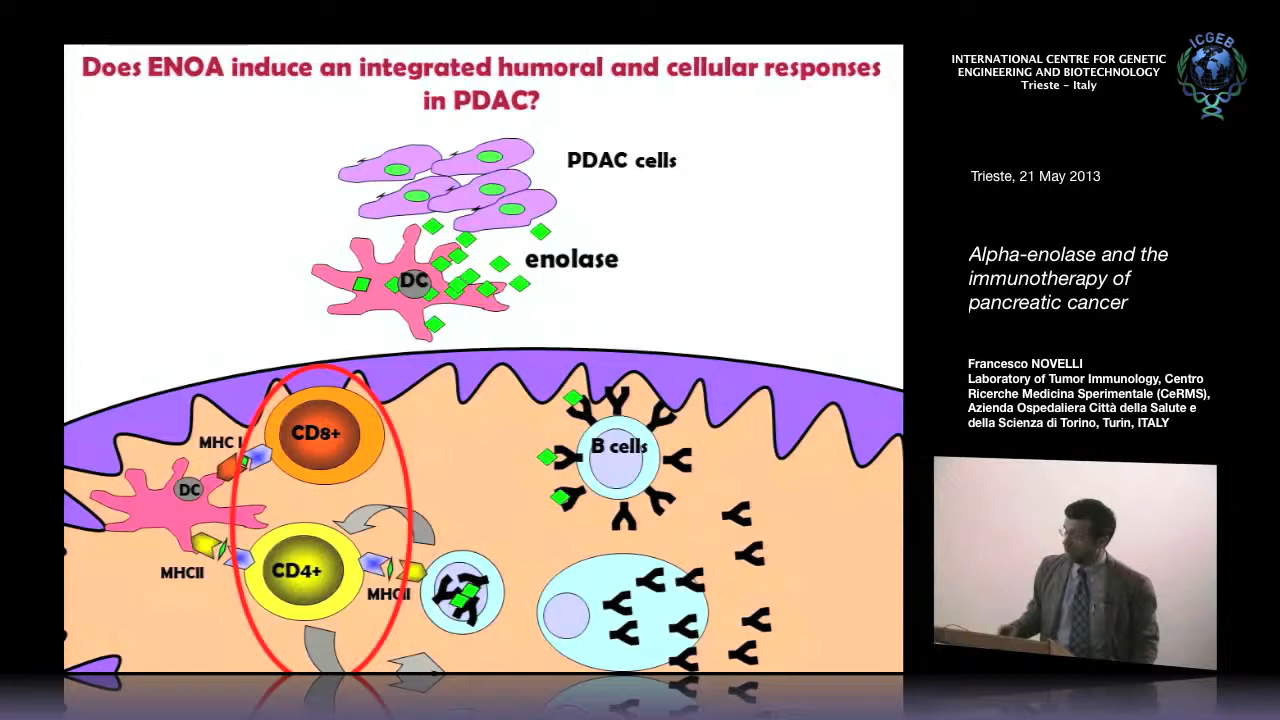 Does ENOA induce an integrated humoral and cellular responses
in PDAC?
PDAC cells
enolase
DC
CD8+
MHC I
DC
B cells
CD4+
MHCII
MHCII
INTERNATIONAL CENTRE FOR GENETIC
ENGINEERING AND BIOTECHNOLOGY
Trieste - Italy
ICGEB
Trieste, 21 May 2013
Alpha-enolase and the
immunotherapy of
pancreatic cancer
Francesco NOVELLI
Laboratory of Tumor Immunology, Centro
Ricerche Medicina Sperimentale (CeRMS),
Azienda Ospedaliera Città della Salute e
della Scienza di Torino, Turin, ITALY